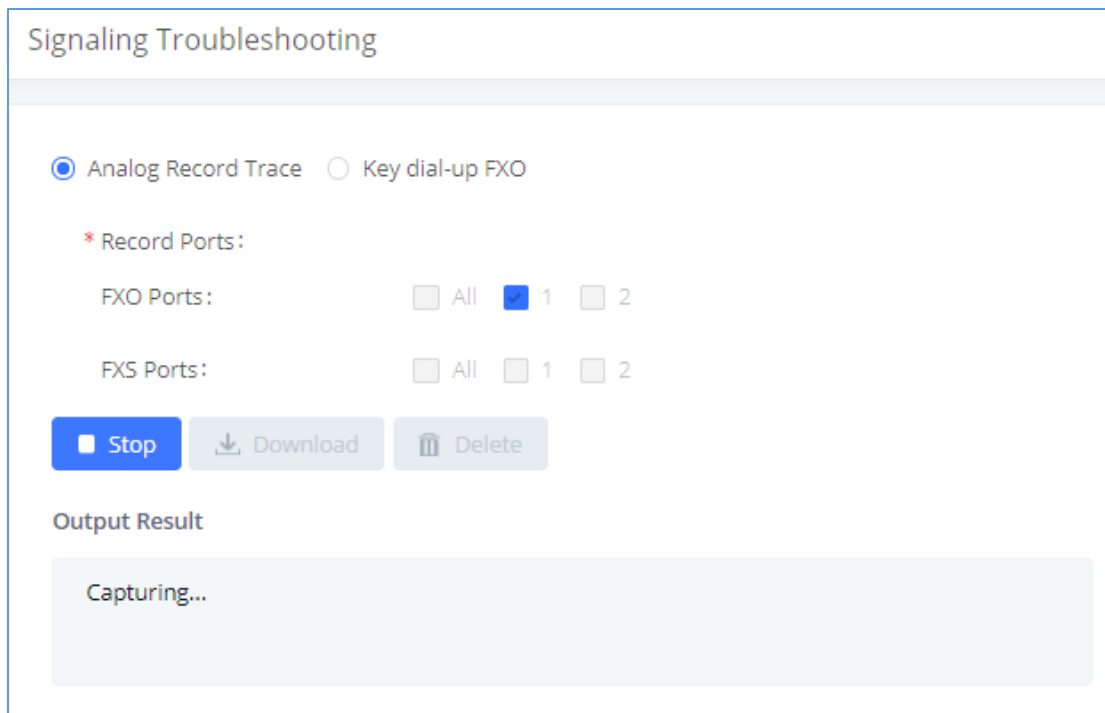 Signaling Troubleshooting
Analog Record Trace Key dial-up FXO
* Record Ports:
FXO Ports: All 1 2
FXS Ports: All 1 2
Stop Download Delete
Output Result
Capturing...